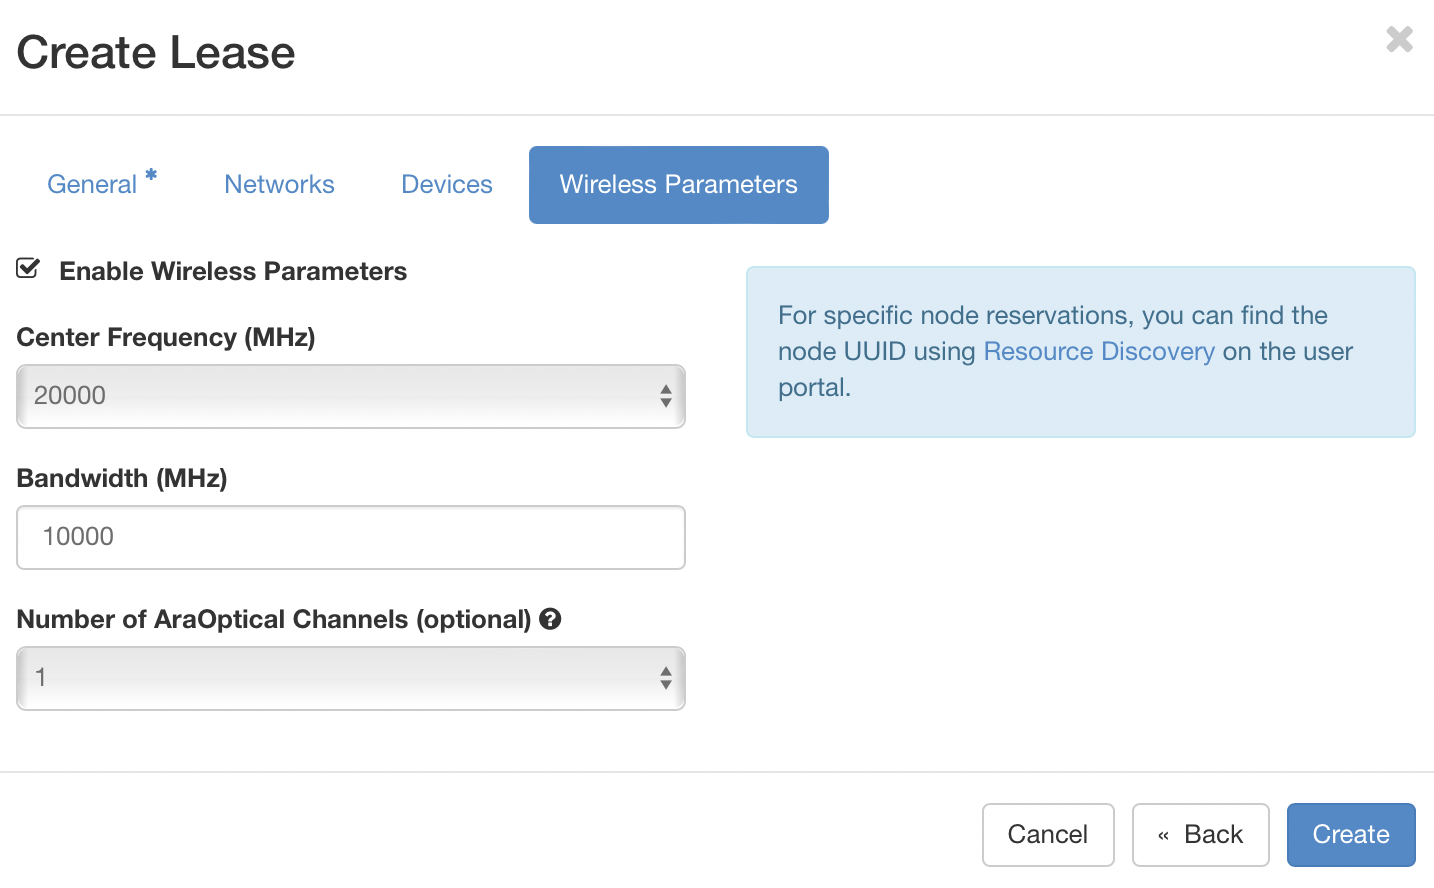 Create Lease
General *
Networks
Devices
Wireless Parameters
Enable Wireless Parameters
Center Frequency (MHz)
20000
Bandwidth (MHz)
10000
Number of AraOptical Channels (optional) ?
1
For specific node reservations, you can find the
node UUID using Resource Discovery on the user
portal.
Cancel
« Back
Create